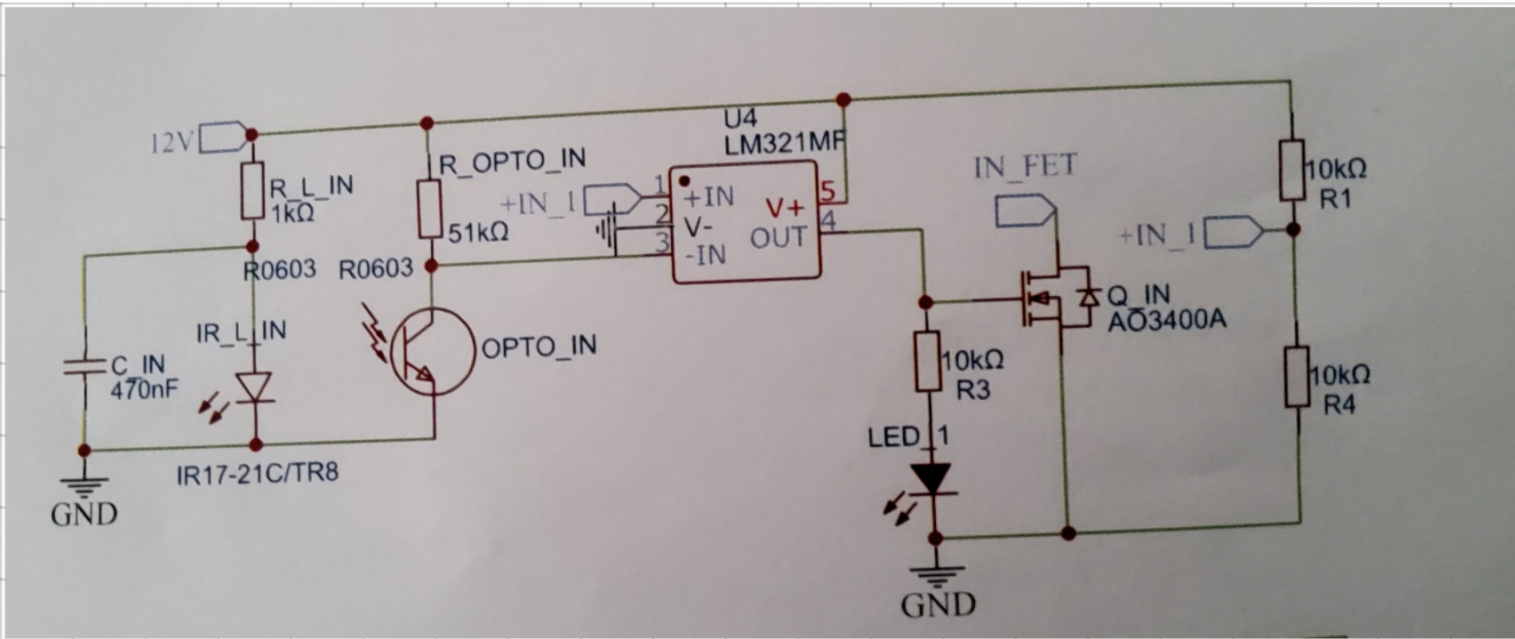 12V
R_L_IN
1kΩ
R0603
R_OPTO_IN
51kΩ
R0603
+IN_1
U4
LM321MF
1
2
3
+IN
V-
-IN
V+
OUT
5
4
IN_FET
+IN_1
10kΩ
R1
Q_IN
AO3400A
IR_L_IN
C_IN
470nF
OPTO_IN
10kΩ
R3
10kΩ
R4
LED_1
IR17-21C/TR8
GND
GND